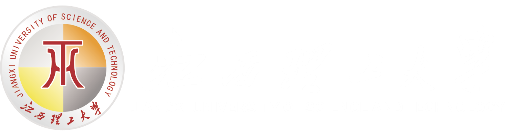 JIANGXI UNIVERSITY OF SCIENCE AND TECHNOLOGY
江西理工大学